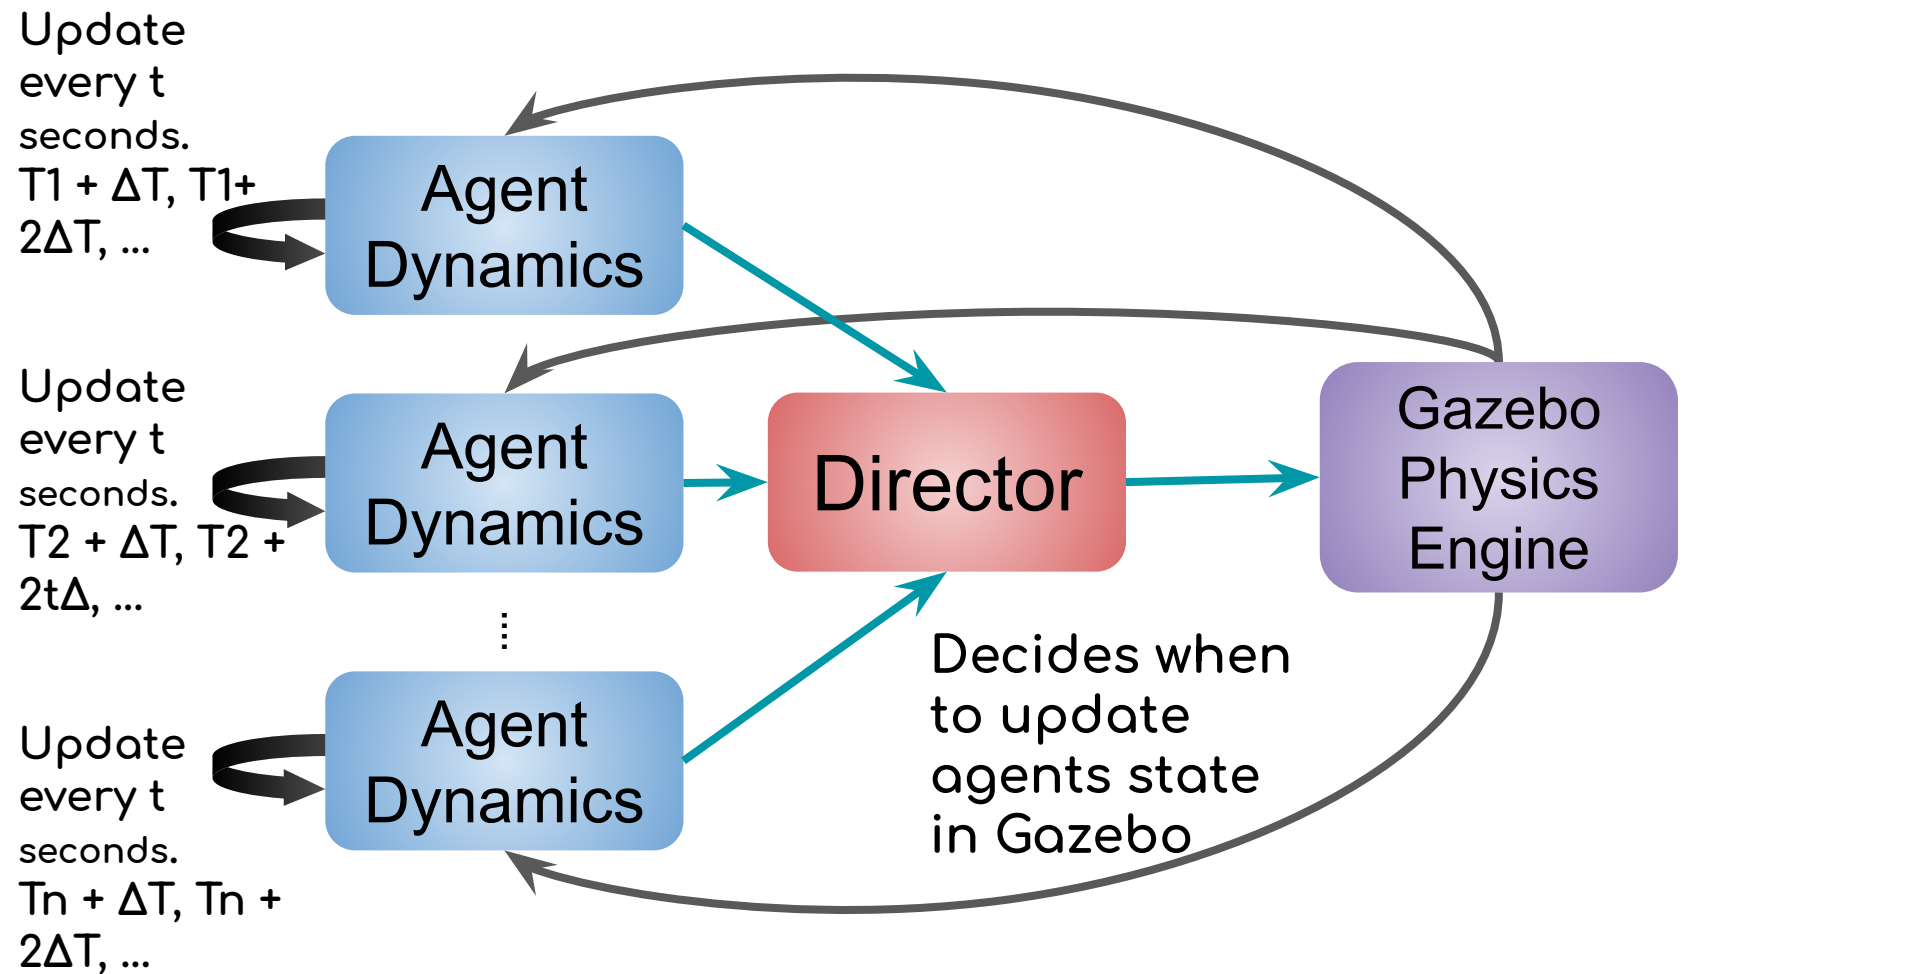 Update
every t
seconds.
T1 + ΔT, T1+
2ΔT, ...
Agent
Dynamics
Update
every t
seconds.
T2 + ΔT, T2 +
2tΔ, ...
Agent
Dynamics
Director
Gazebo
Physics
Engine
Update
every t
seconds.
Tn + ΔT, Tn +
2ΔT, ...
Agent
Dynamics
Decides when
to update
agents state
in Gazebo